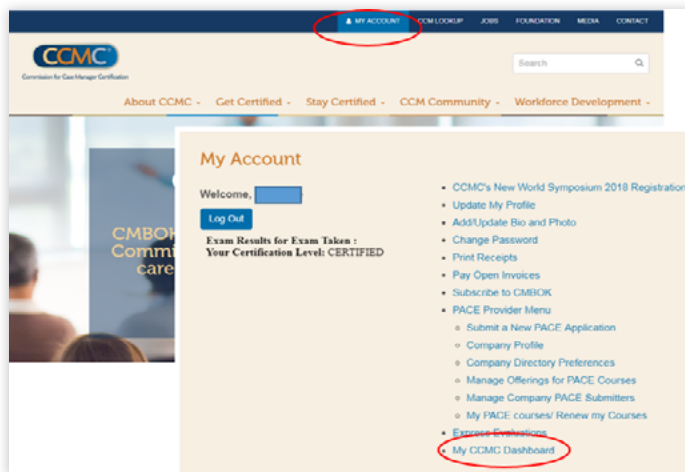 MY ACCOUNT CCM LOOKUP JOBS FOUNDATION MEDIA CONTACT
CCMC
Commission for Case Manager Certification
Search
About CCMC Get Certified Stay Certified CCM Community Workforce Development
CMBOK
Commi
care
My Account
Welcome,
Log Out
Exam Results for Exam Taken :
Your Certification Level: CERTIFIED
CCMC's New World Symposium 2018 Registration
Update My Profile
Add/Update Bio and Photo
Change Password
Print Receipts
Pay Open Invoices
Subscribe to CMBOK
PACE Provider Menu
Submit a New PACE Application
Company Profile
Company Directory Preferences
Manage Offerings for PACE Courses
Manage Company PACE Submitters
My PACE courses/ Renew my Courses
Express Evaluations
My CCMC Dashboard